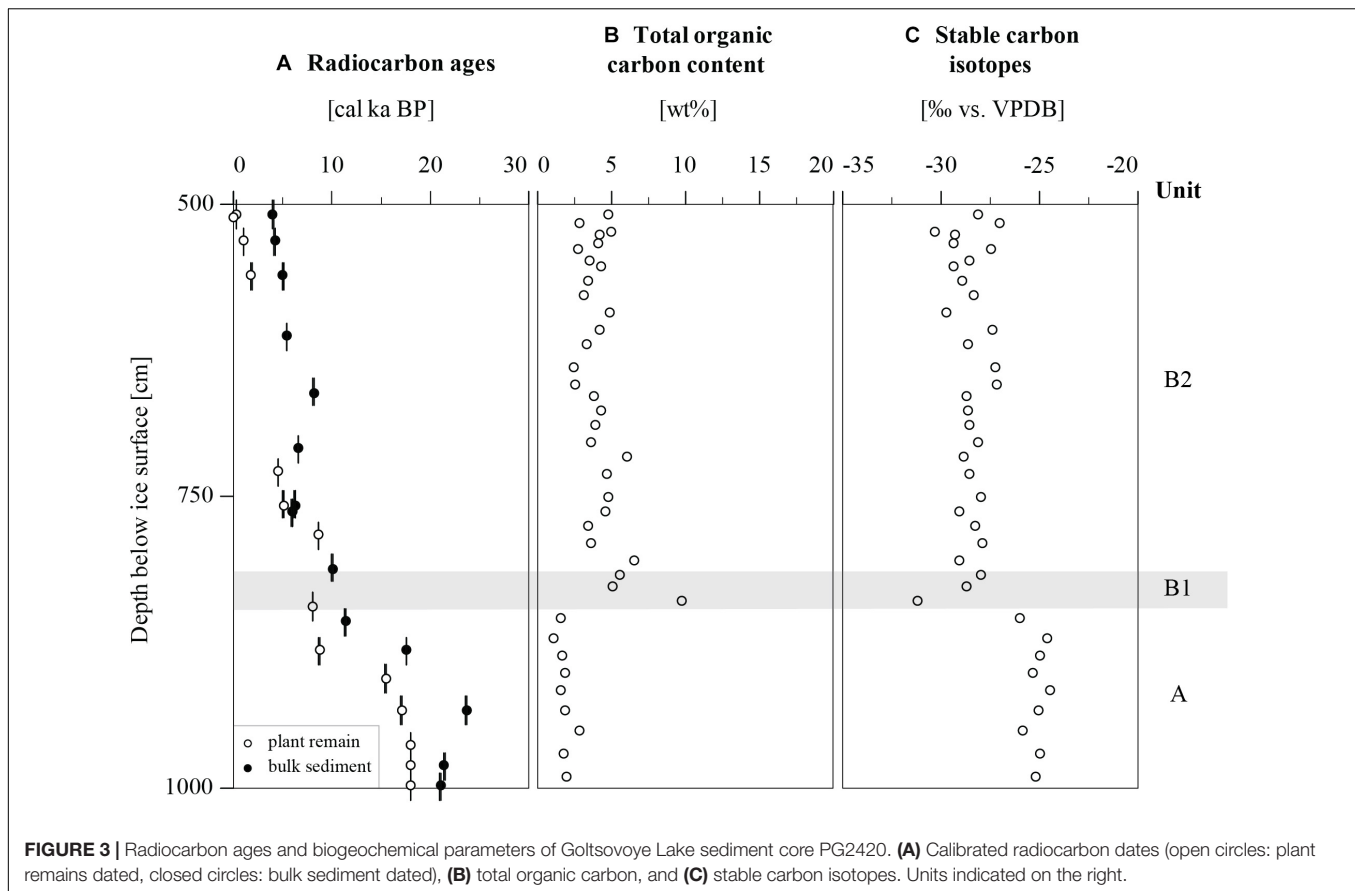 A Radiocarbon ages
[cal ka BP]
B Total organic
carbon content
[wt%]
C Stable carbon
isotopes
[‰ vs. VPDB]
0 10 20 30
0 5 10 15 20
-35 -30 -25 -20
Unit
500
750
1000
Depth below ice surface [cm]
B2
B1
A
plant remain
bulk sediment
FIGURE 3 | Radiocarbon ages and biogeochemical parameters of Goltsovoye Lake sediment core PG2420. (A) Calibrated radiocarbon dates (open circles: plant
remains dated, closed circles: bulk sediment dated), (B) total organic carbon, and (C) stable carbon isotopes. Units indicated on the right.